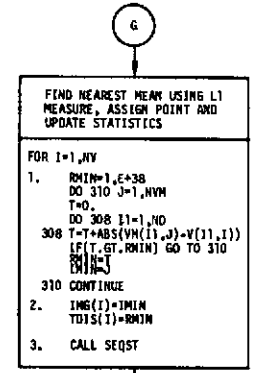 G
FIND NEAREST MEAN USING L1
MEASURE, ASSIGN POINT AND
UPDATE STATISTICS
FOR I=1,NV
1. RMIN=1.E+38
DO 310 J=1,NVM
T=0.
DO 308 I1=1,ND
308 T=T+ABS(VM(I1,J)-V(I1,I))
IF(T.GT.RMIN) GO TO 310
RMIN=T
IMIN=J
310 CONTINUE
2. IMG(I)=IMIN
TDIS(I)=RMIN
3. CALL SEQST